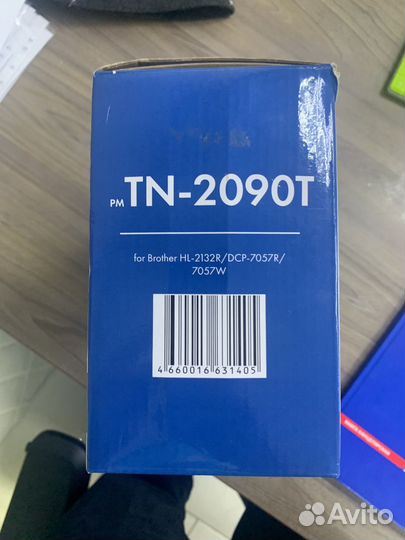 PM TN-2090T
for Brother HL-2132R/DCP-7057R/
7057W
4 660016 631405
Avito